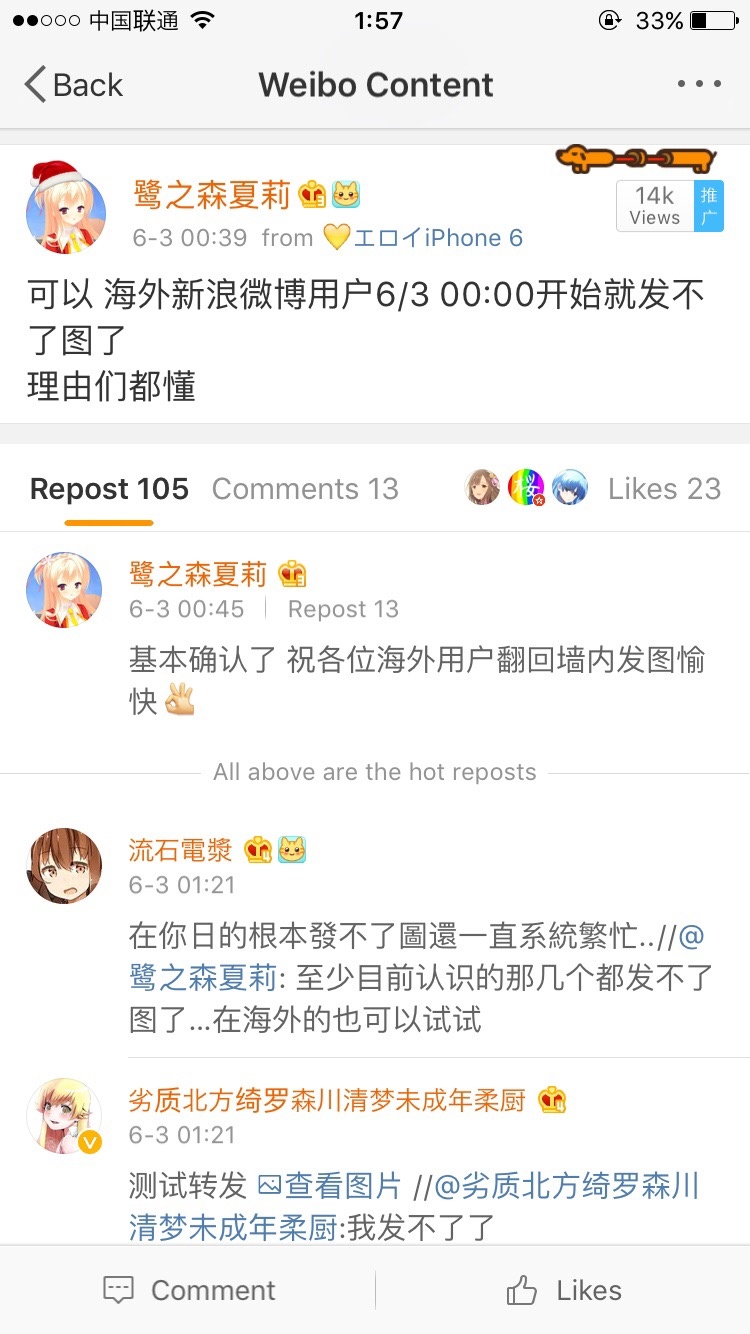 中国联通 1:57 33%
Back Weibo Content
鹭之森夏莉
14k Views 推广
6-3 00:39 from 💛エロイiPhone 6
可以 海外新浪微博用户6/3 00:00开始就发不
了图了
理由们都懂
Repost 105 Comments 13 桜 Likes 23
鹭之森夏莉
6-3 00:45 Repost 13
基本确认了 祝各位海外用户翻回墙内发图愉
快👌
All above are the hot reposts
流石電漿
6-3 01:21
在你日的根本發不了圖還一直系統繁忙..//@
鹭之森夏莉: 至少目前认识的那几个都发不了
图了...在海外的也可以试试
劣质北方绮罗森川清梦未成年柔厨
6-3 01:21
测试转发 查看图片 //@劣质北方绮罗森川
清梦未成年柔厨:我发不了了
Comment Likes